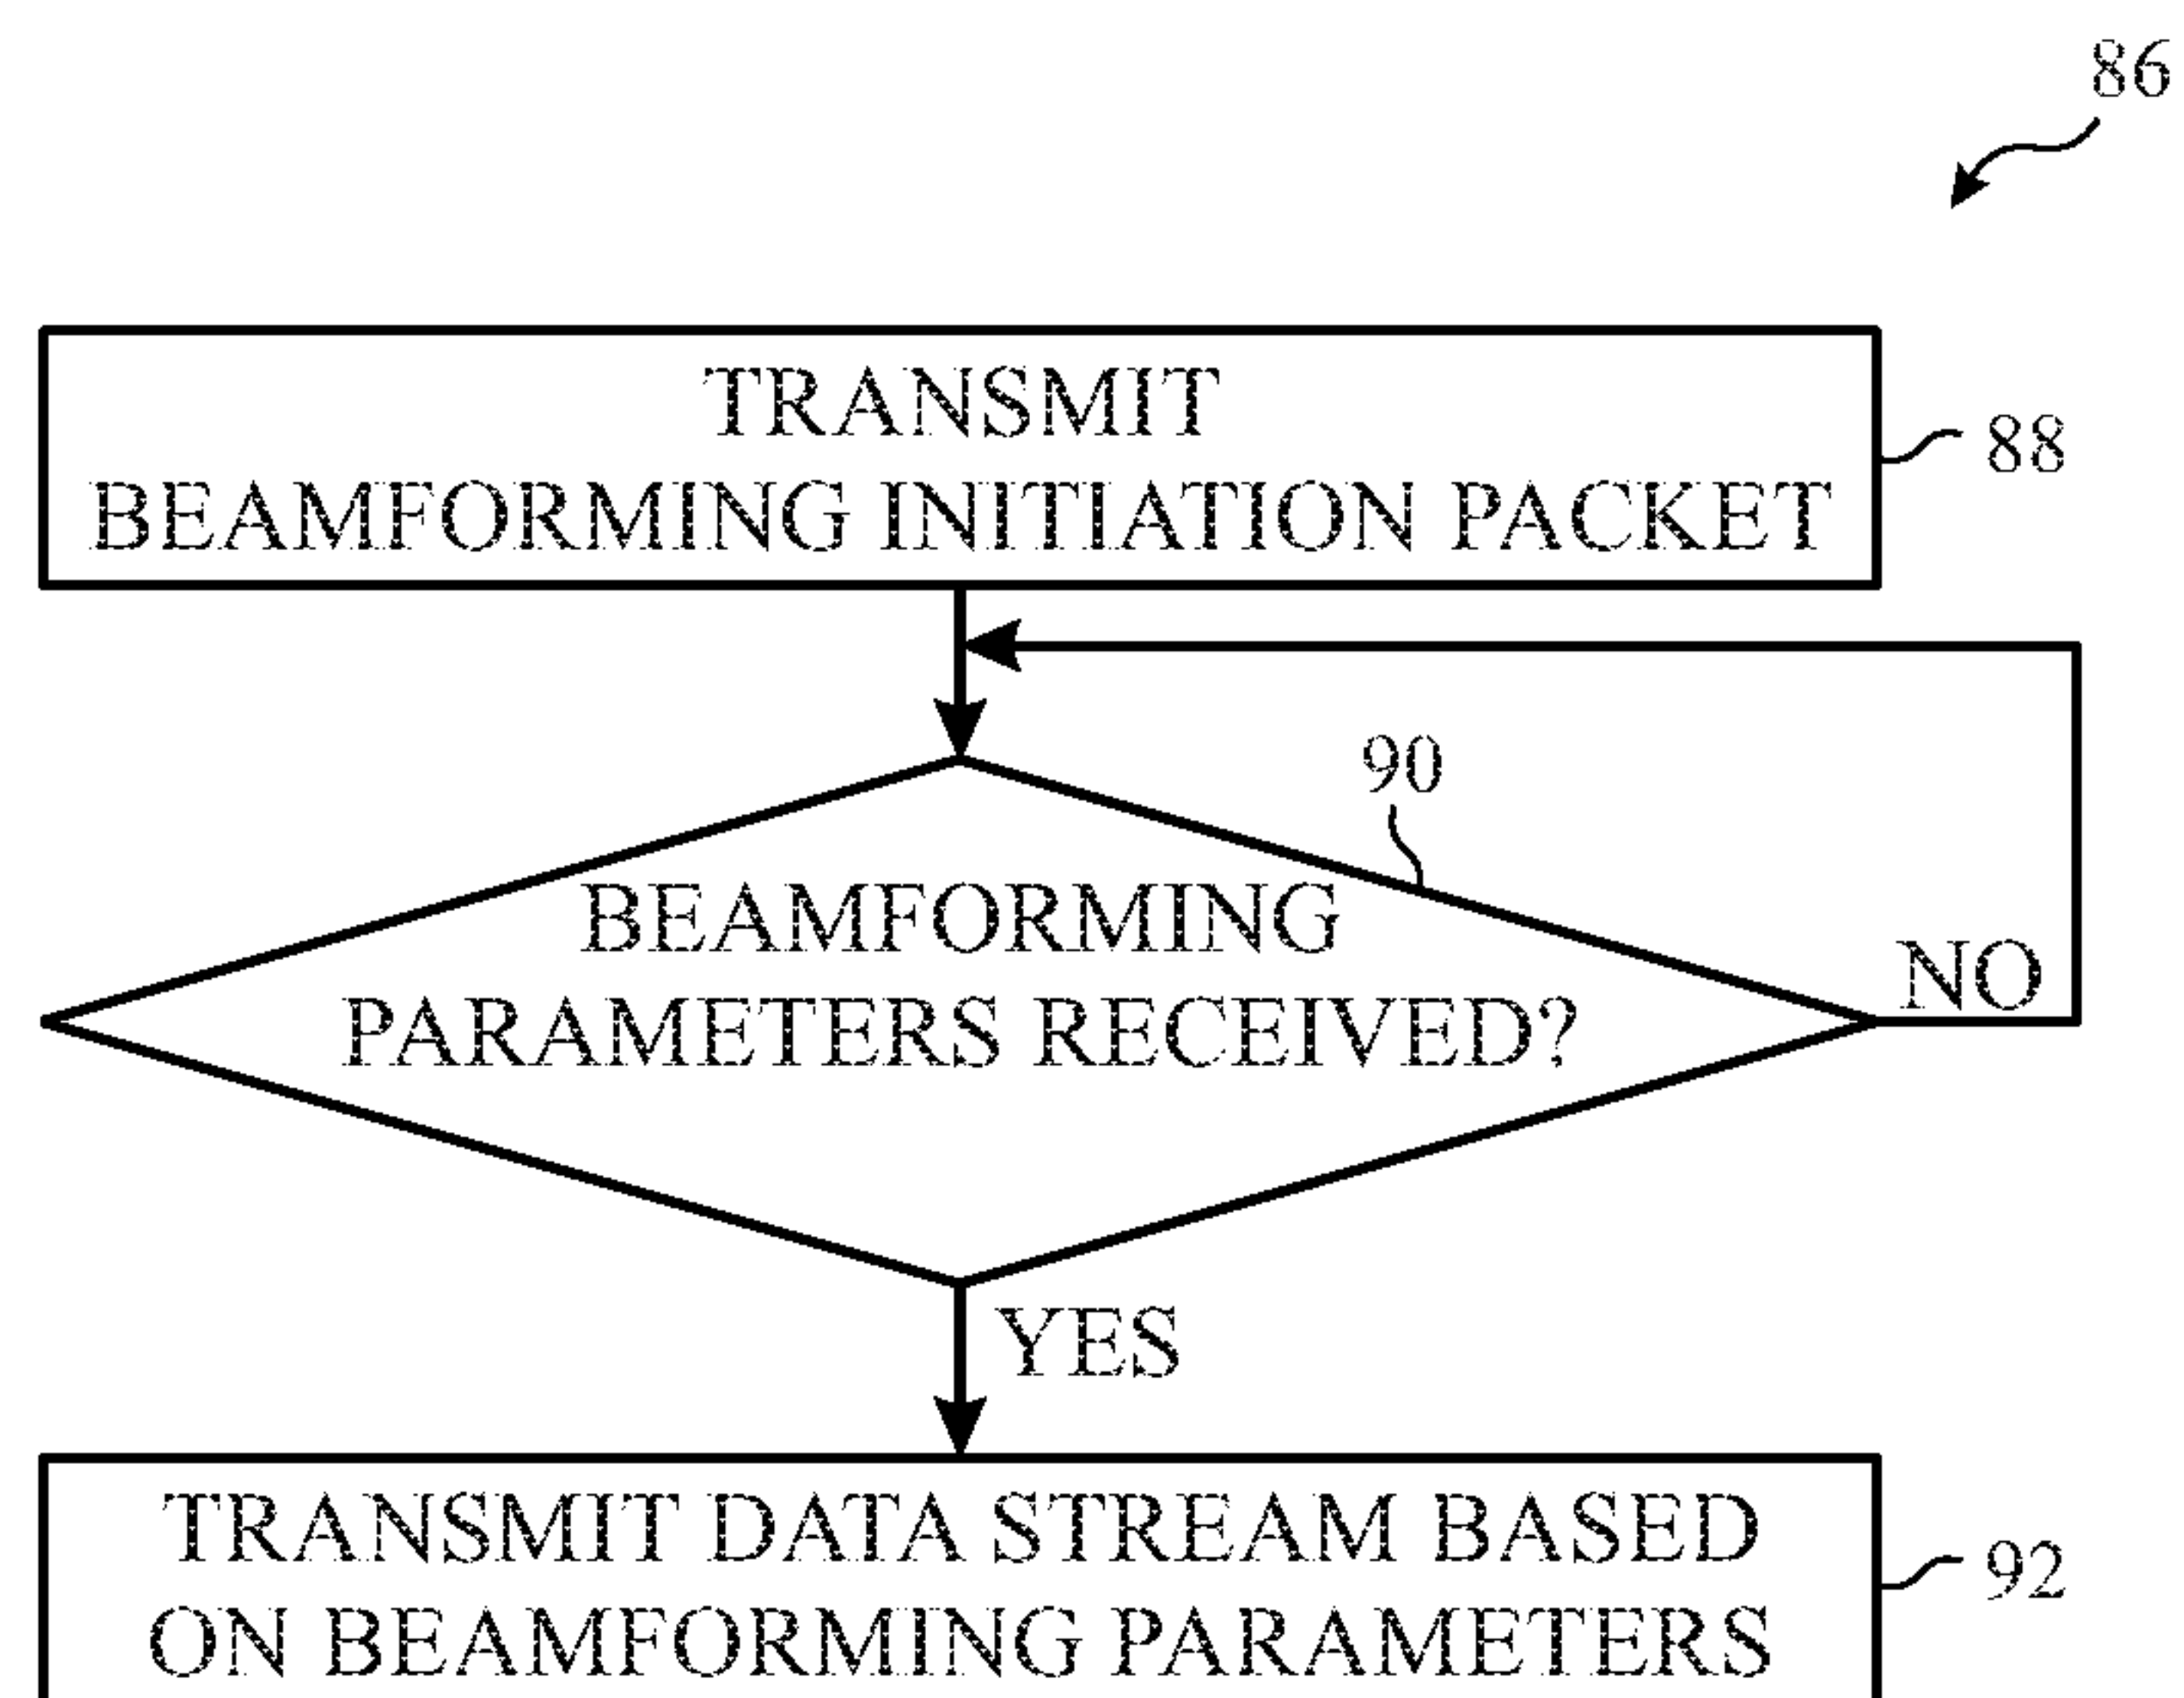 86
TRANSMIT
BEAMFORMING INITIATION PACKET
88
90
BEAMFORMING
PARAMETERS RECEIVED?
NO
YES
TRANSMIT DATA STREAM BASED
ON BEAMFORMING PARAMETERS
92